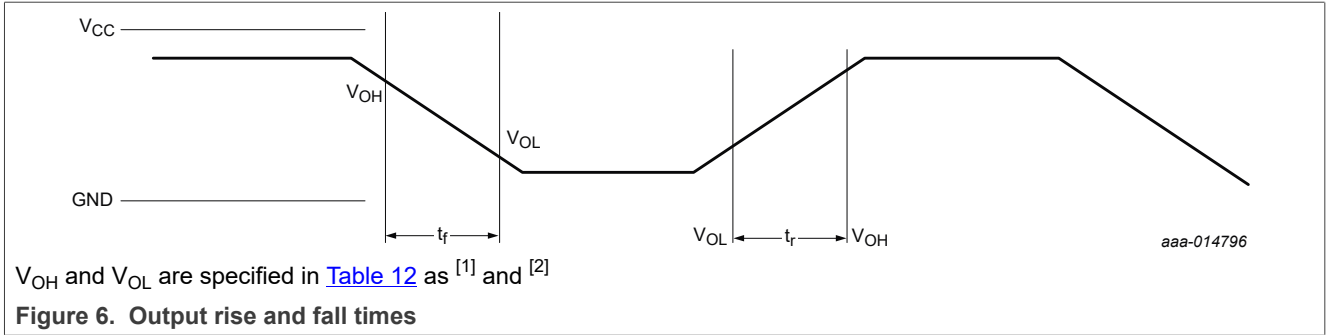 VCC
VOH
VOL
GND
tf
VOL tr VOH
aaa-014796
VOH and VOL are specified in Table 12 as [1] and [2]
Figure 6. Output rise and fall times